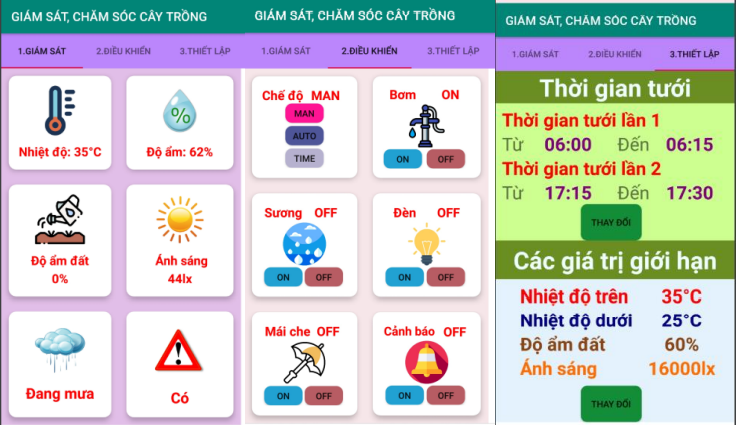 GIÁM SÁT, CHĂM SÓC CÂY TRỒNG
1.GIÁM SÁT 2.ĐIỀU KHIỂN 3.THIẾT LẬP
Nhiệt độ: 35°C
%
Độ ẩm: 62%
Độ ẩm đất
0%
Ánh sáng
44lx
Đang mưa
Có
GIÁM SÁT, CHĂM SÓC CÂY TRỒNG
1.GIÁM SÁT 2.ĐIỀU KHIỂN 3.THIẾT LẬP
Chế độ MAN
MAN
AUTO
TIME
Bơm ON
ON OFF
Sương OFF
ON OFF
Đèn OFF
ON OFF
Mái che OFF
ON OFF
Cảnh báo OFF
ON OFF
GIÁM SÁT, CHĂM SÓC CÂY TRỒNG
1.GIÁM SÁT 2.ĐIỀU KHIỂN 3.THIẾT LẬP
Thời gian tưới
Thời gian tưới lần 1
Từ 06:00 Đến 06:15
Thời gian tưới lần 2
Từ 17:15 Đến 17:30
THAY ĐỔI
Các giá trị giới hạn
Nhiệt độ trên 35°C
Nhiệt độ dưới 25°C
Độ ẩm đất 60%
Ánh sáng 16000lx
THAY ĐỔI